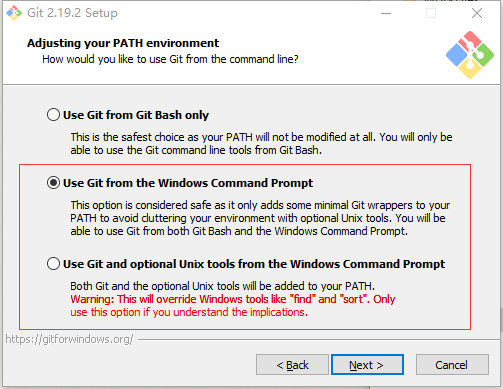 Git 2.19.2 Setup
Adjusting your PATH environment
How would you like to use Git from the command line?
Use Git from Git Bash only
This is the safest choice as your PATH will not be modified at all. You will only be
able to use the Git command line tools from Git Bash.
Use Git from the Windows Command Prompt
This option is considered safe as it only adds some minimal Git wrappers to your
PATH to avoid cluttering your environment with optional Unix tools. You will be
able to use Git from both Git Bash and the Windows Command Prompt.
Use Git and optional Unix tools from the Windows Command Prompt
Both Git and the optional Unix tools will be added to your PATH.
Warning: This will override Windows tools like "find" and "sort". Only
use this option if you understand the implications.
https://gitforwindows.org/
< Back
Next >
Cancel